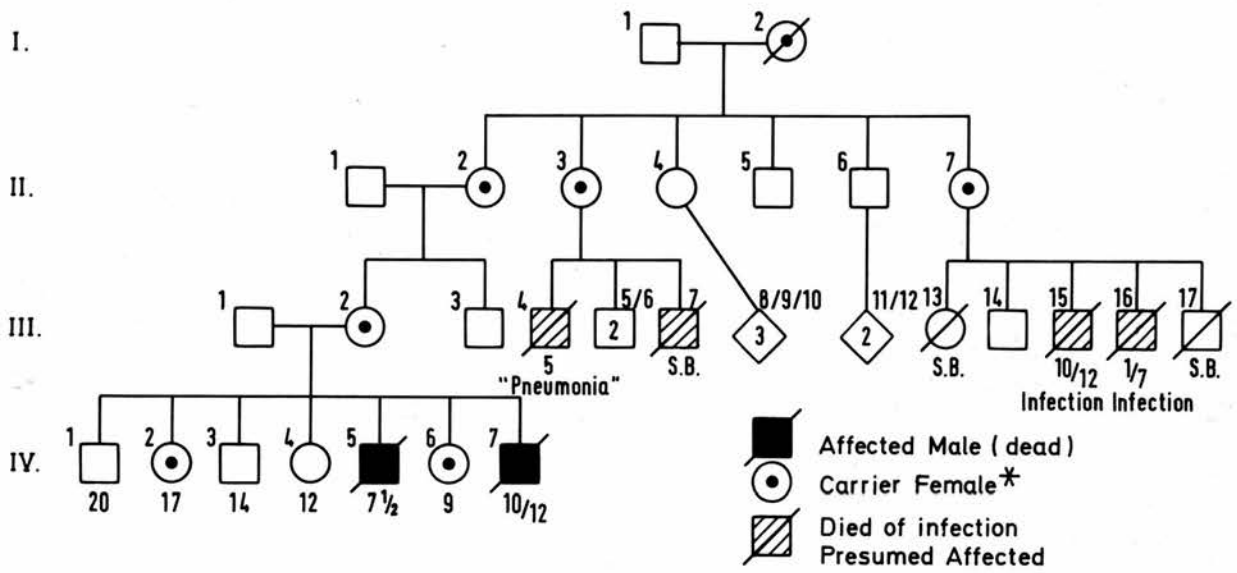 I.
1 2
II.
1 2 3 4 5 6 7
III.
1 2 3 4 5/6 7 8/9/10 11/12 13 14 15 16 17
2 3 2
5 S.B. S.B. 10/12 1/7 S.B.
"Pneumonia" Infection Infection
IV.
1 2 3 4 5 6 7
20 17 14 12 7 1/2 9 10/12
Affected Male (dead)
Carrier Female*
Died of infection
Presumed Affected